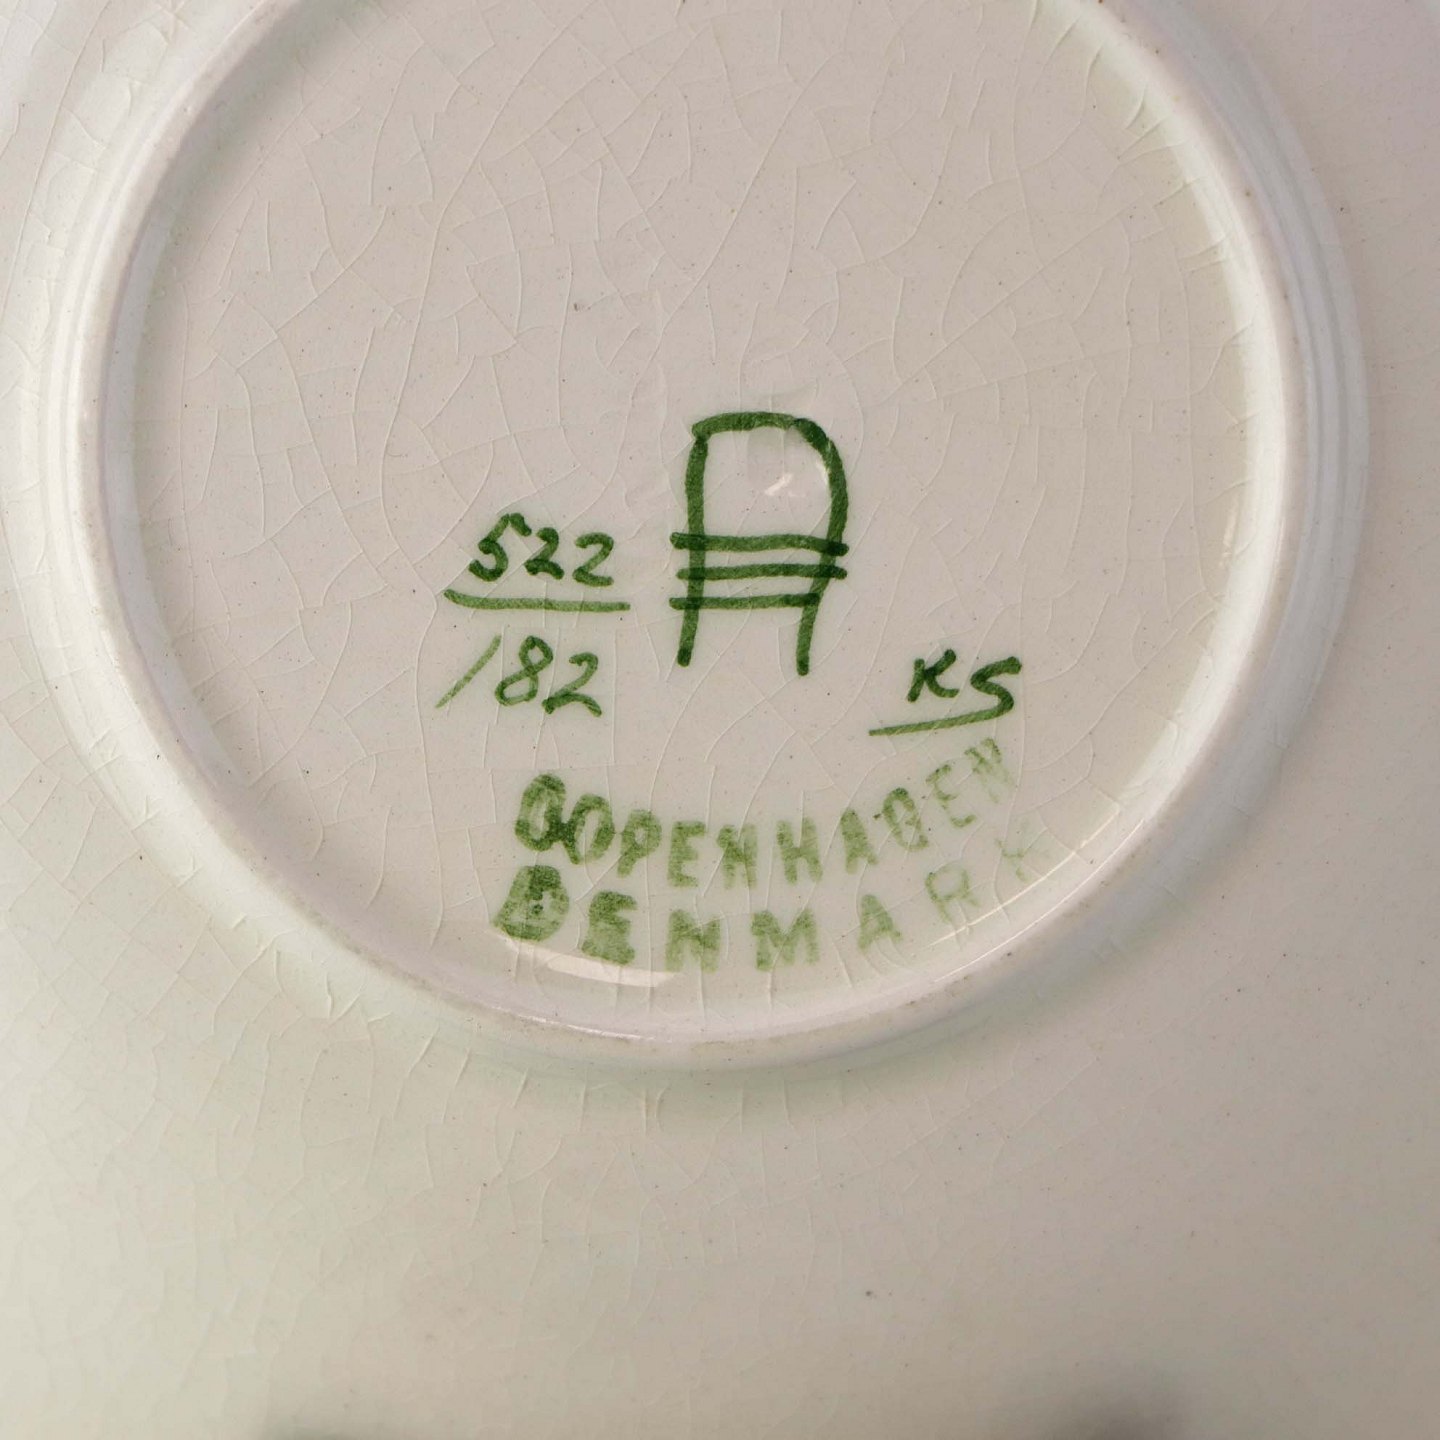 522
182
KS
COPENHAGEN
DENMARK